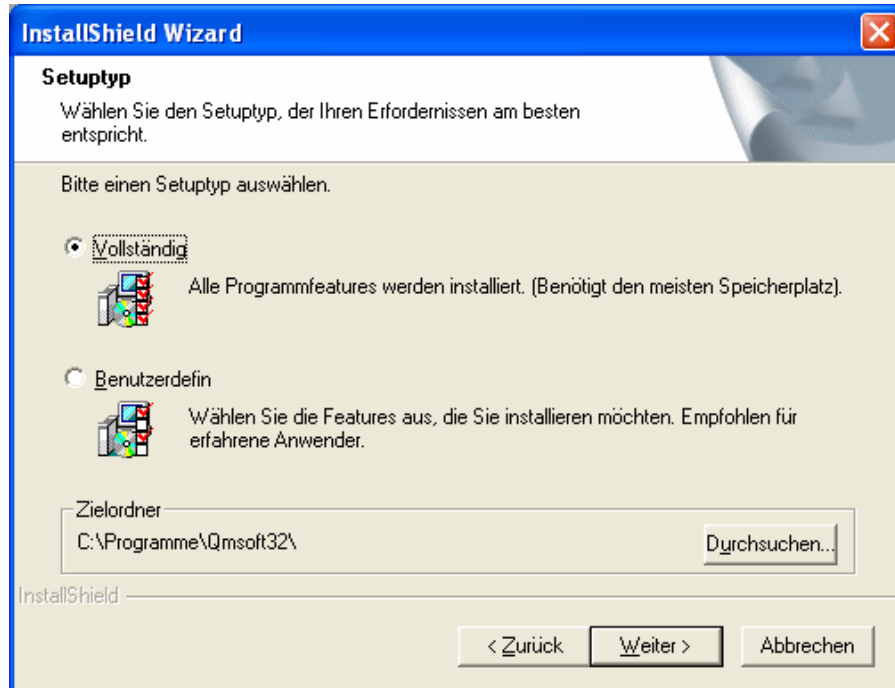 InstallShield Wizard
Setuptyp
Wählen Sie den Setuptyp, der Ihren Erfordernissen am besten
entspricht.
Bitte einen Setuptyp auswählen.
Vollständig
Alle Programmfeatures werden installiert. (Benötigt den meisten Speicherplatz).
Benutzerdefin
Wählen Sie die Features aus, die Sie installieren möchten. Empfohlen für
erfahrene Anwender.
Zielordner
C:\Programme\Qmsoft32\
Durchsuchen...
InstallShield
< Zurück Weiter > Abbrechen